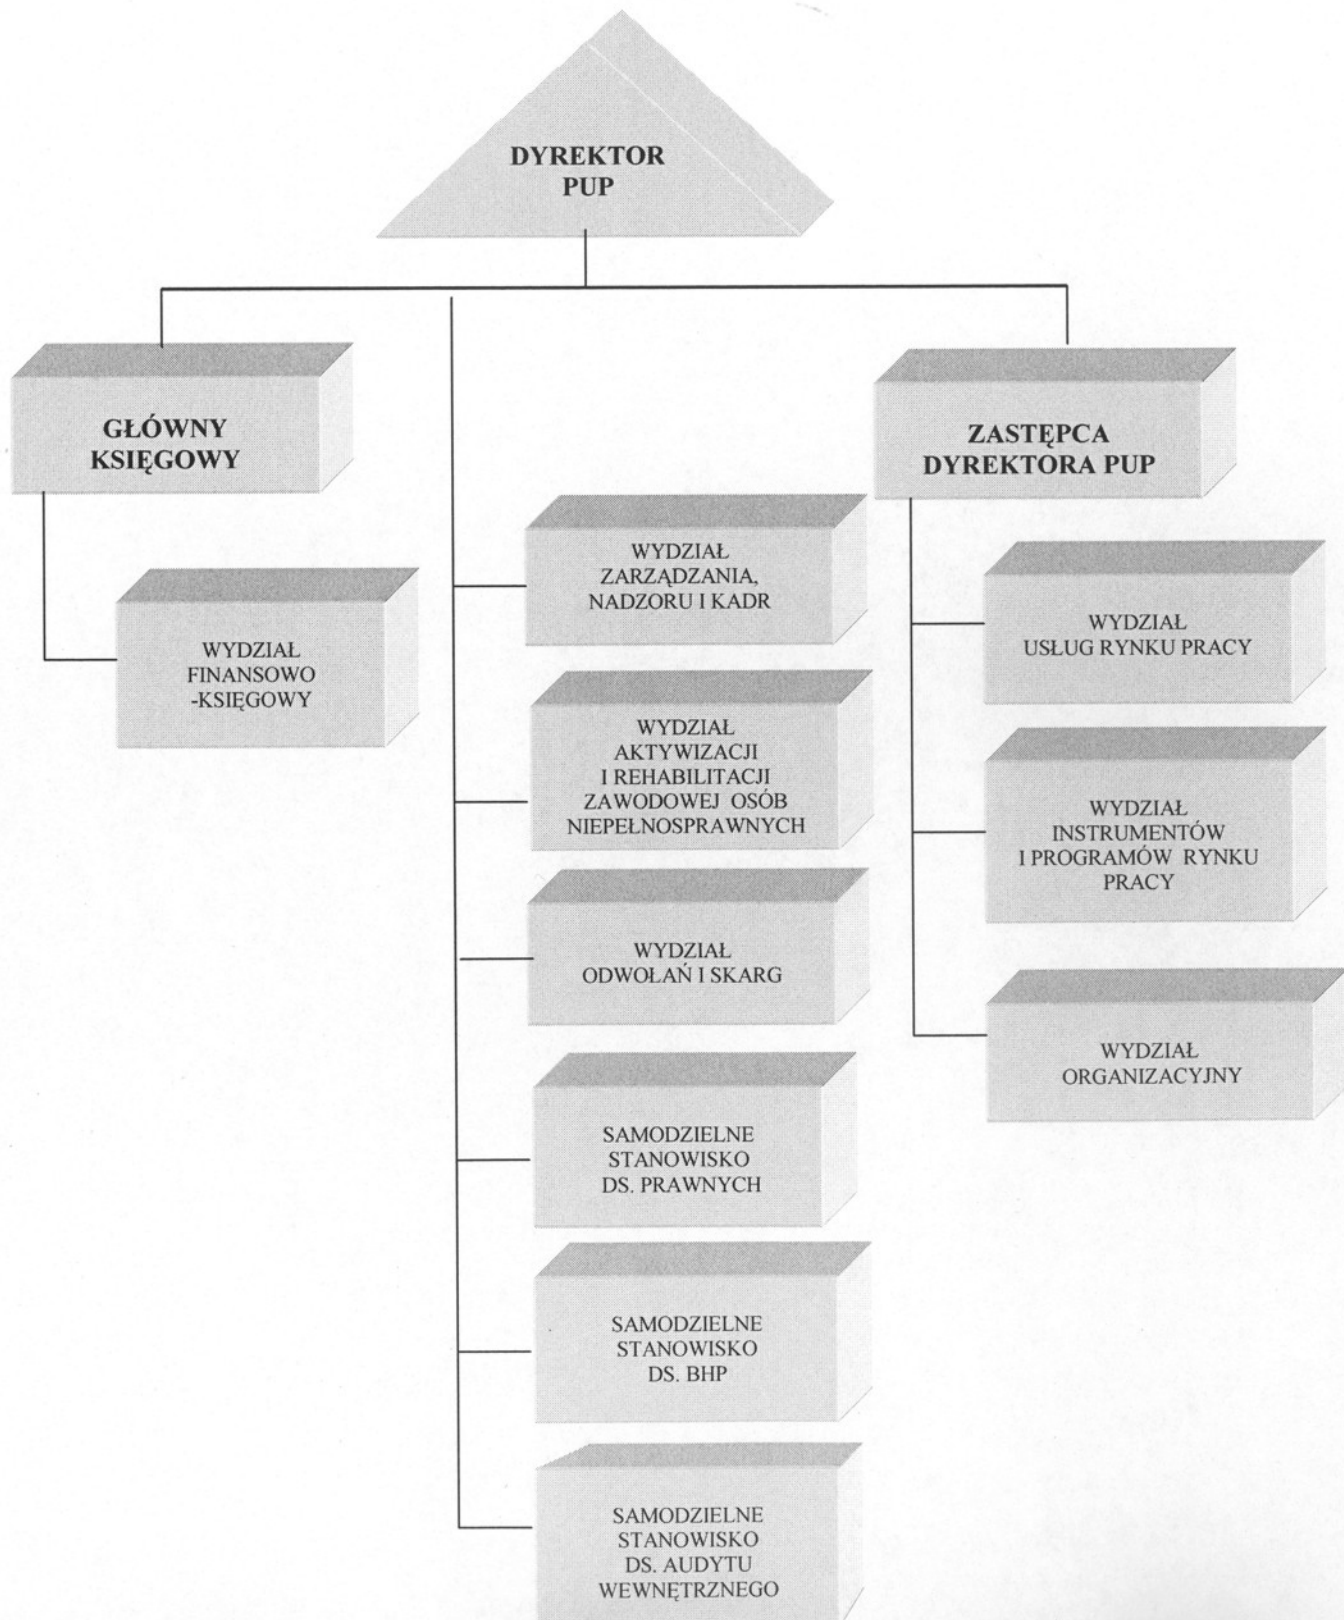 DYREKTOR
PUP
GŁÓWNY
KSIĘGOWY
WYDZIAŁ
FINANSOWO
-KSIĘGOWY
WYDZIAŁ
ZARZĄDZANIA,
NADZORU I KADR
WYDZIAŁ
AKTYWIZACJI
I REHABILITACJI
ZAWODOWEJ OSÓB
NIEPEŁNOSPRAWNYCH
WYDZIAŁ
ODWOŁAŃ I SKARG
SAMODZIELNE
STANOWISKO
DS. PRAWNYCH
SAMODZIELNE
STANOWISKO
DS. BHP
SAMODZIELNE
STANOWISKO
DS. AUDYTU
WEWNĘTRZNEGO
ZASTĘPCA
DYREKTORA PUP
WYDZIAŁ
USŁUG RYNKU PRACY
WYDZIAŁ
INSTRUMENTÓW
I PROGRAMÓW RYNKU
PRACY
WYDZIAŁ
ORGANIZACYJNY